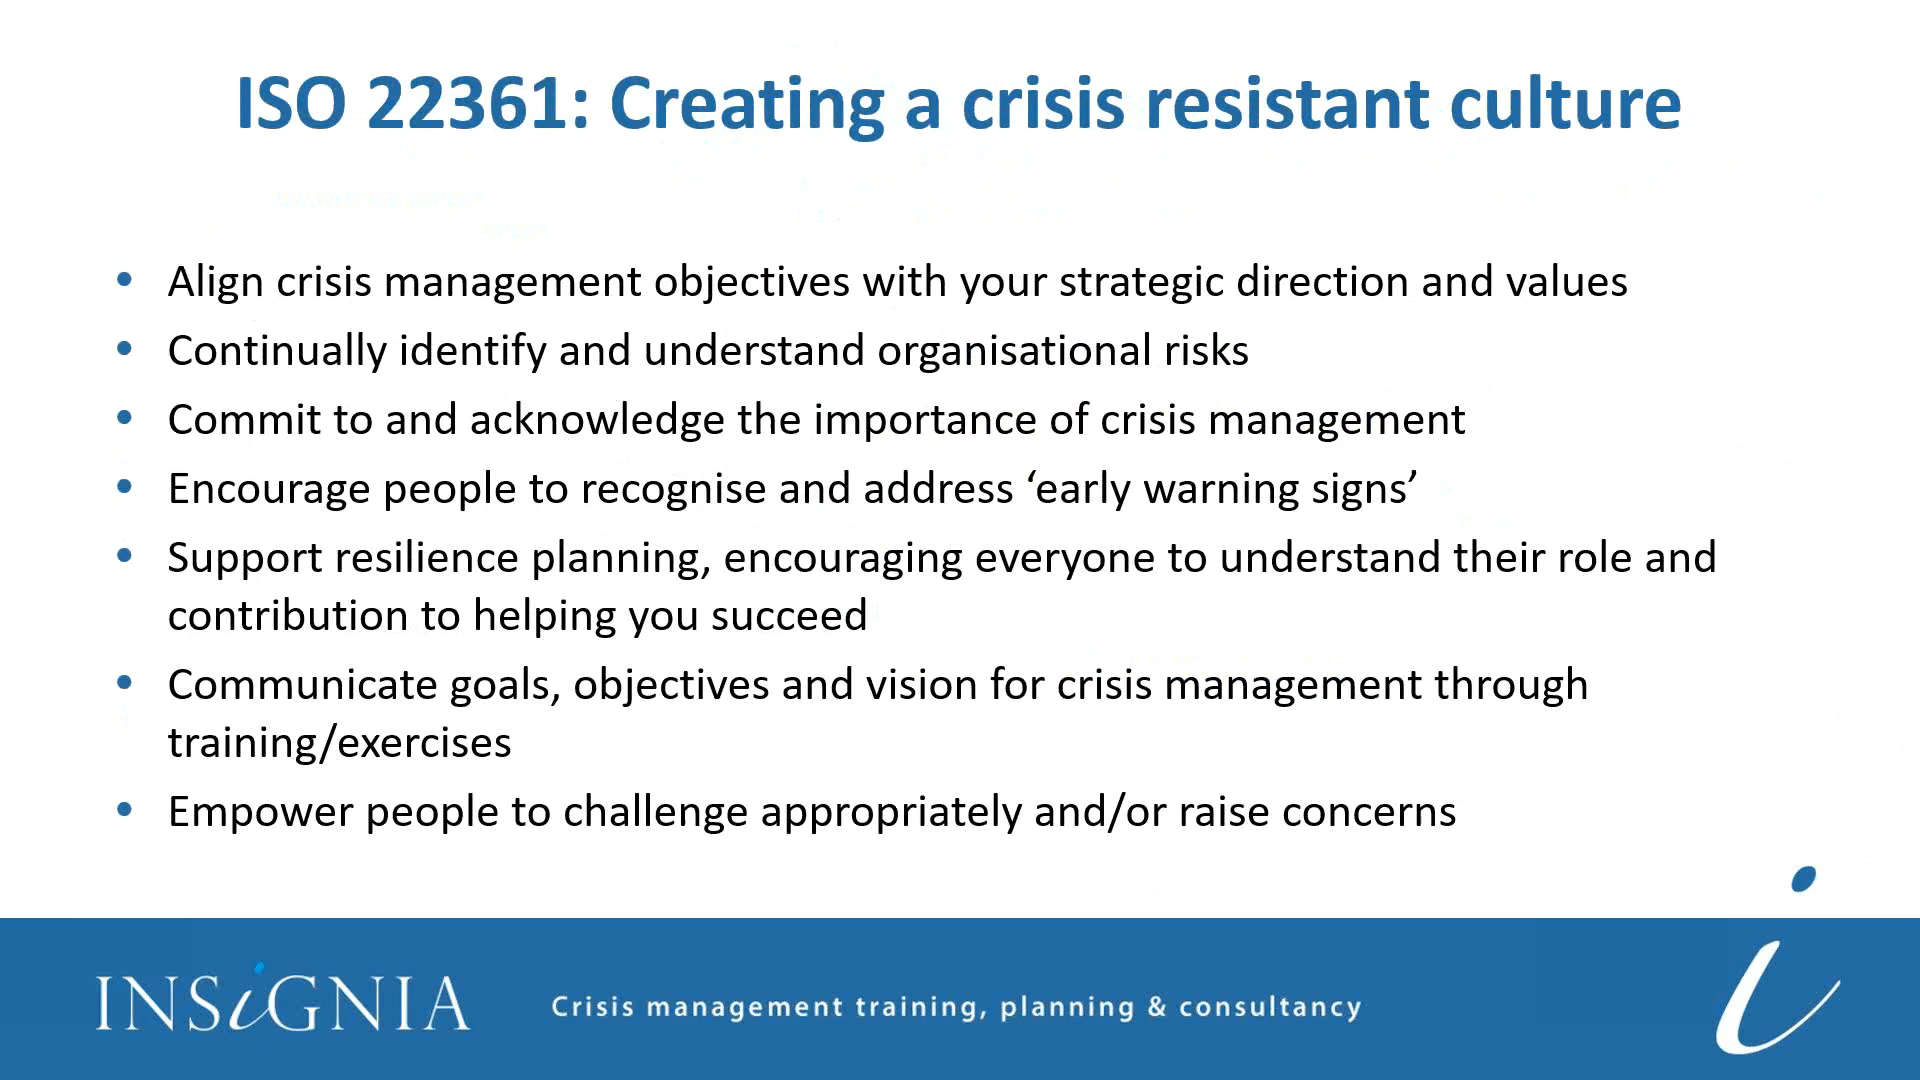 ISO 22361: Creating a crisis resistant culture
• Align crisis management objectives with your strategic direction and values
• Continually identify and understand organisational risks
• Commit to and acknowledge the importance of crisis management
• Encourage people to recognise and address ‘early warning signs’
• Support resilience planning, encouraging everyone to understand their role and
contribution to helping you succeed
• Communicate goals, objectives and vision for crisis management through
training/exercises
• Empower people to challenge appropriately and/or raise concerns
INSiGNIA
Crisis management training, planning & consultancy
i